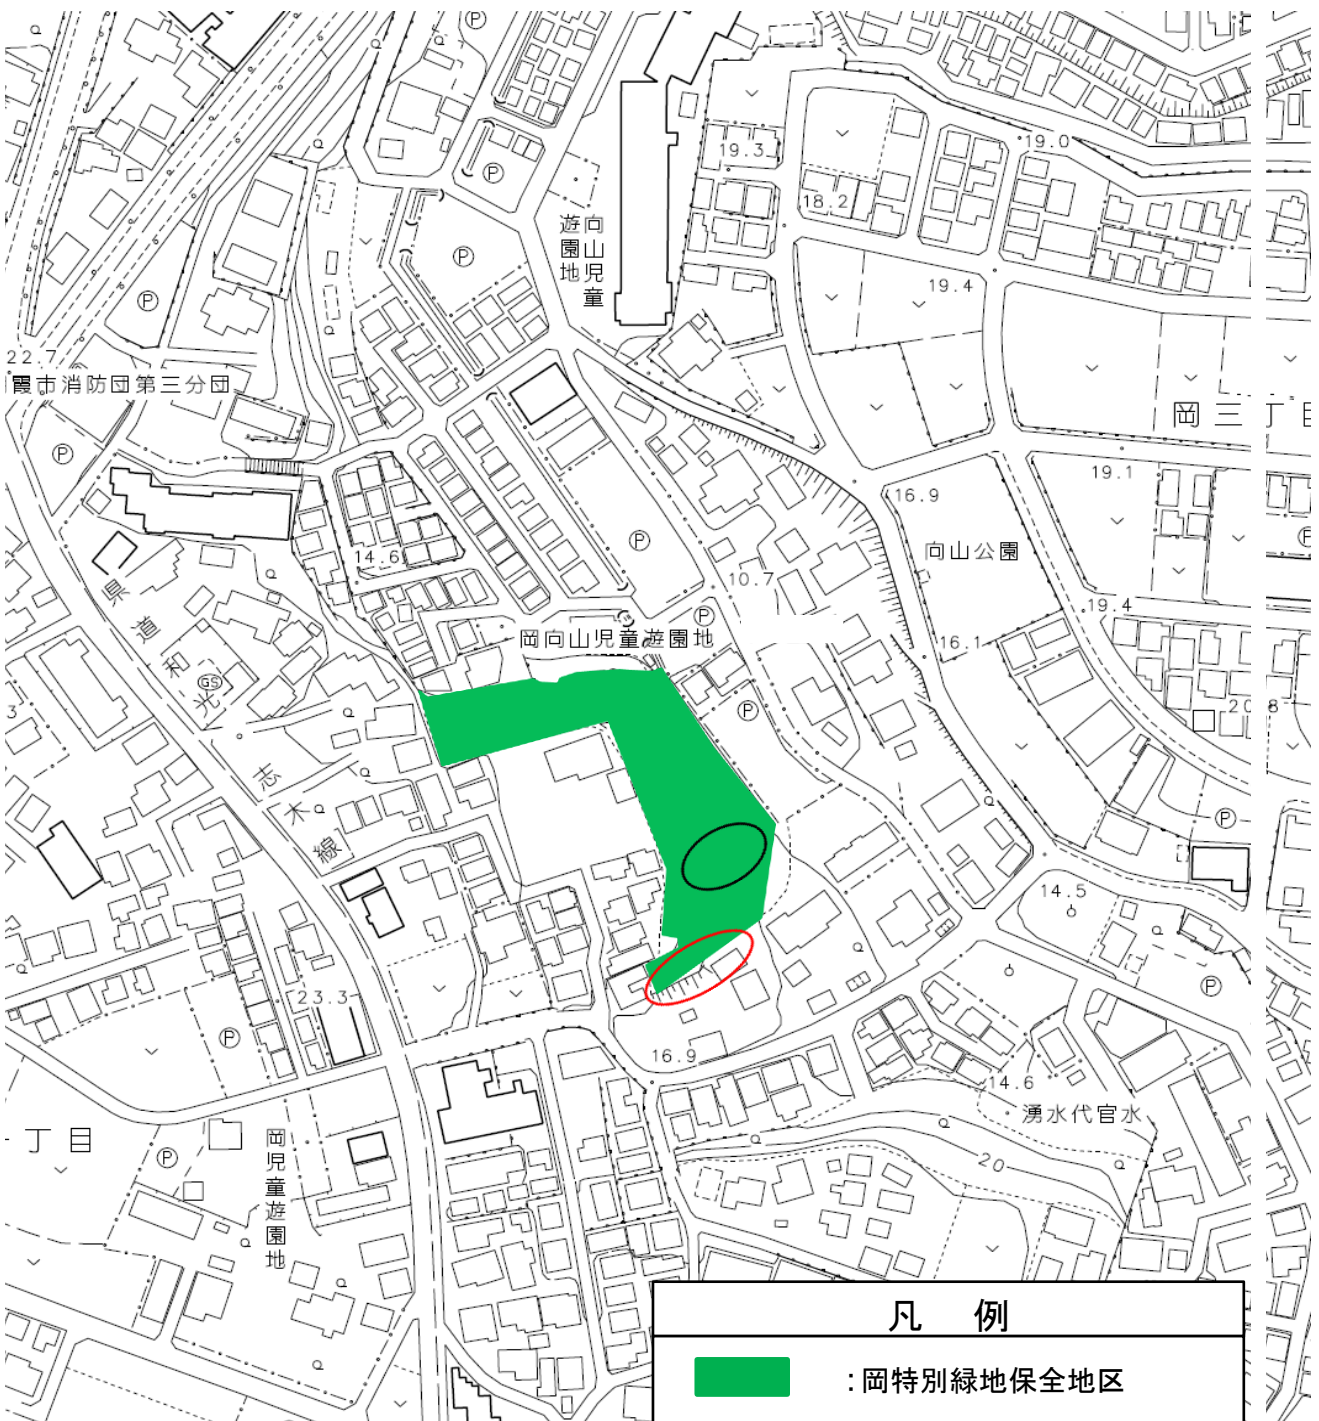 Ⓟ
19.0
19.3
Ⓟ
18.2
向山児童
遊園地
Ⓟ
19.4
Ⓟ
22.7
霞市消防団第三分団
岡三丁目
Ⓟ
19.1
16.9
Ⓟ
Ⓟ
向山公園
14.6
10.7
19.4
Ⓟ
岡向山児童遊園地
16.1
GS
県道和光志木線
3
Ⓟ
20.8
Ⓟ
14.5
Ⓟ
23.3
Ⓟ
16.9
14.6
湧水代官水
丁目
Ⓟ
岡児童遊園地
20
凡 例
:岡特別緑地保全地区